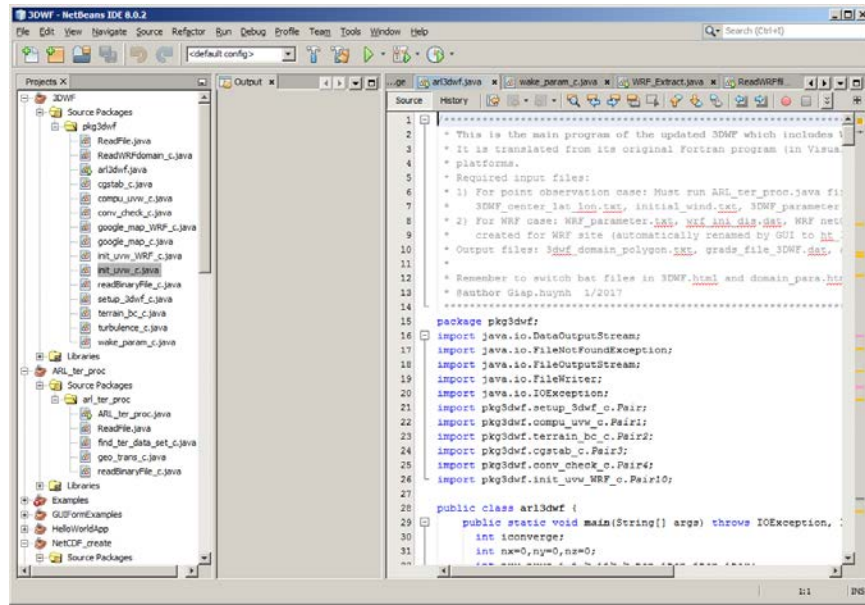 3DWF - NetBeans IDE 8.0.2
File Edit View Navigate Source Refactor Run Debug Profile Team Tools Window Help
Search (Ctrl+I)
<default config>
Projects
3DWF
Source Packages
pkg3dwf
ReadFile.java
ReadWRFdomain_c.java
arl3dwf.java
cgstab_c.java
compu_uvw_c.java
conv_check_c.java
google_map_WRF_c.java
google_map_c.java
init_uvw_WRF_c.java
init_uvw_c.java
readBinaryFile_c.java
setup_3dwf_c.java
terrain_bc_c.java
turbulence_c.java
wake_param_c.java
Libraries
ARL_ter_proc
Source Packages
arl_ter_proc
ARL_ter_proc.java
ReadFile.java
find_ter_data_set_c.java
geo_trans_c.java
readBinaryFile_c.java
Libraries
Examples
GUIFormExamples
HelloWorldApp
NetCDF_create
Source Packages
Output
...ge arl3dwf.java wake_param_c.java WRF_Extract.java ReadWRFfil...
Source History
1 /*******************************************************
2 * This is the main program of the updated 3DWF which includes W
3 * It is translated from its original Fortran program (in Visua
4 * platforms.
5 * Required input files:
6 * 1) For point observation case: Must run ARL_ter_proc.java fi
7 * 3DWF_center_lat_lon.txt, initial_wind.txt, 3DWF_parameter
8 * 2) For WRF case: WRF_parameter.txt, wrf_ini_dis.dat, WRF net
9 * created for WRF site (automatically renamed by GUI to ht_
10 * Output files: 3dwf_domain_polygon.txt, grads_file_3DWF.dat,
11 *
12 * Remember to switch bat files in 3DWF.html and domain_para.htm
13 * @author Giap.huynh 1/2017
14 *******************************************************
15 package pkg3dwf;
16 import java.io.DataOutputStream;
17 import java.io.FileNotFoundException;
18 import java.io.FileOutputStream;
19 import java.io.FileWriter;
20 import java.io.IOException;
21 import pkg3dwf.setup_3dwf_c.Pair;
22 import pkg3dwf.compu_uvw_c.Pair1;
23 import pkg3dwf.terrain_bc_c.Pair2;
24 import pkg3dwf.cgstab_c.Pair3;
25 import pkg3dwf.conv_check_c.Pair4;
26 import pkg3dwf.init_uvw_WRF_c.Pair10;
27
28 public class arl3dwf {
29 public static void main(String[] args) throws IOException,
30 int iconverge;
31 int nx=0,ny=0,nz=0;
1:1 INS